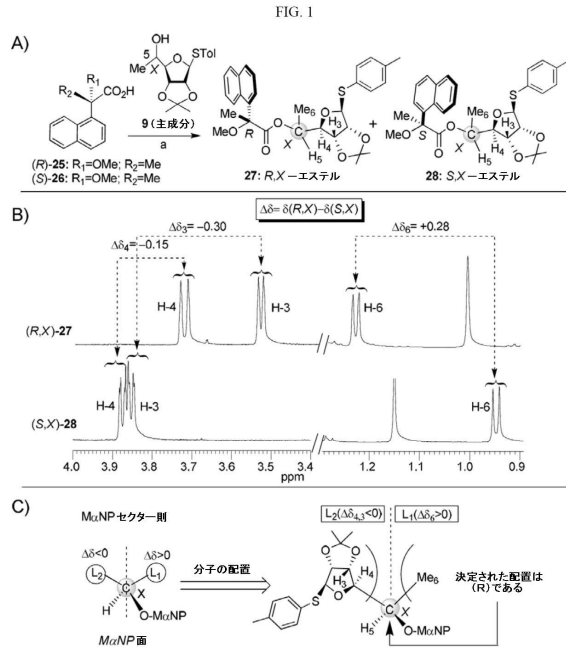 FIG. 1
A)
OH
5
Me
X
STol
O
O
R1
R2
CO2H
9 (主成分)
a
(R)-25: R1=OMe; R2=Me
(S)-26: R1=OMe; R2=Me
Me
MeO
R
O
O
Me6
X
H5
H3
S
O
O
O
27: R,X ーエステル
+
Me
MeO
S
O
O
Me6
X
H5
H3
S
O
O
O
28: S,X ーエステル
B)
Δδ= δ(R,X)−δ(S,X)
Δδ3= −0.30
Δδ4= −0.15
Δδ6= +0.28
H-4
H-3
H-6
(R,X)-27
H-4
H-3
H-6
(S,X)-28
4.0 3.9 3.8 3.7 3.6 3.5 3.4 1.2 1.1 1.0 0.9
ppm
C)
MαNPセクター則
Δδ<0 Δδ>0
L2 L1
C X
H
O-MαNP
MαNP 面
分子の配置
L2(Δδ4,3<0) L1(Δδ6>0)
O O
H4
H3
O
S
Me6
C X
H5
O-MαNP
決定された配置は
(R)である